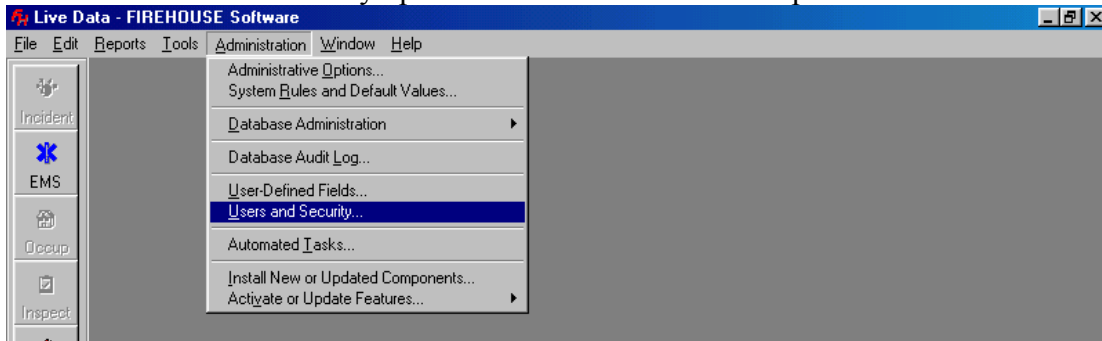 Live Data - FIREHOUSE Software
File Edit Reports Tools Administration Window Help
Administrative Options...
System Rules and Default Values...
Database Administration
Database Audit Log...
User-Defined Fields...
Users and Security...
Automated Tasks...
Install New or Updated Components...
Activate or Update Features...
Incident
EMS
Occup
Inspect